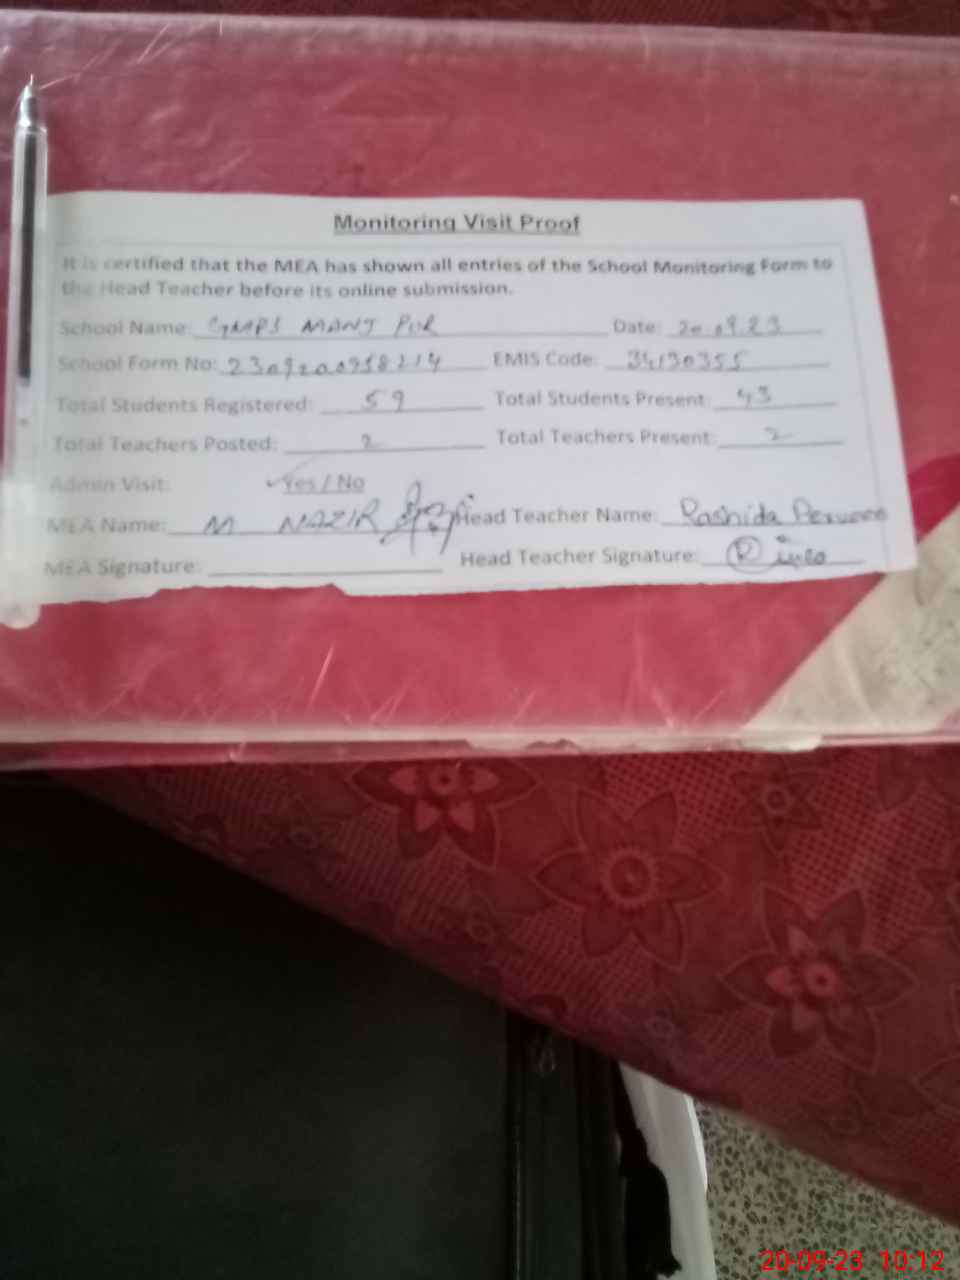 Monitoring Visit Proof
It is certified that the MEA has shown all entries of the School Monitoring Form to
the Head Teacher before its online submission.
School Name: GMPS MANJ PUR Date: 20.09.23
School Form No: 2309200958214 EMIS Code: 34130355
Total Students Registered: 59 Total Students Present: 43
Total Teachers Posted: 2 Total Teachers Present: 2
Admin Visit: ✓Yes / No
MEA Name: M NAZIR Head Teacher Name: Rashida Perveen
MEA Signature: Head Teacher Signature:
20-09-23 10:12